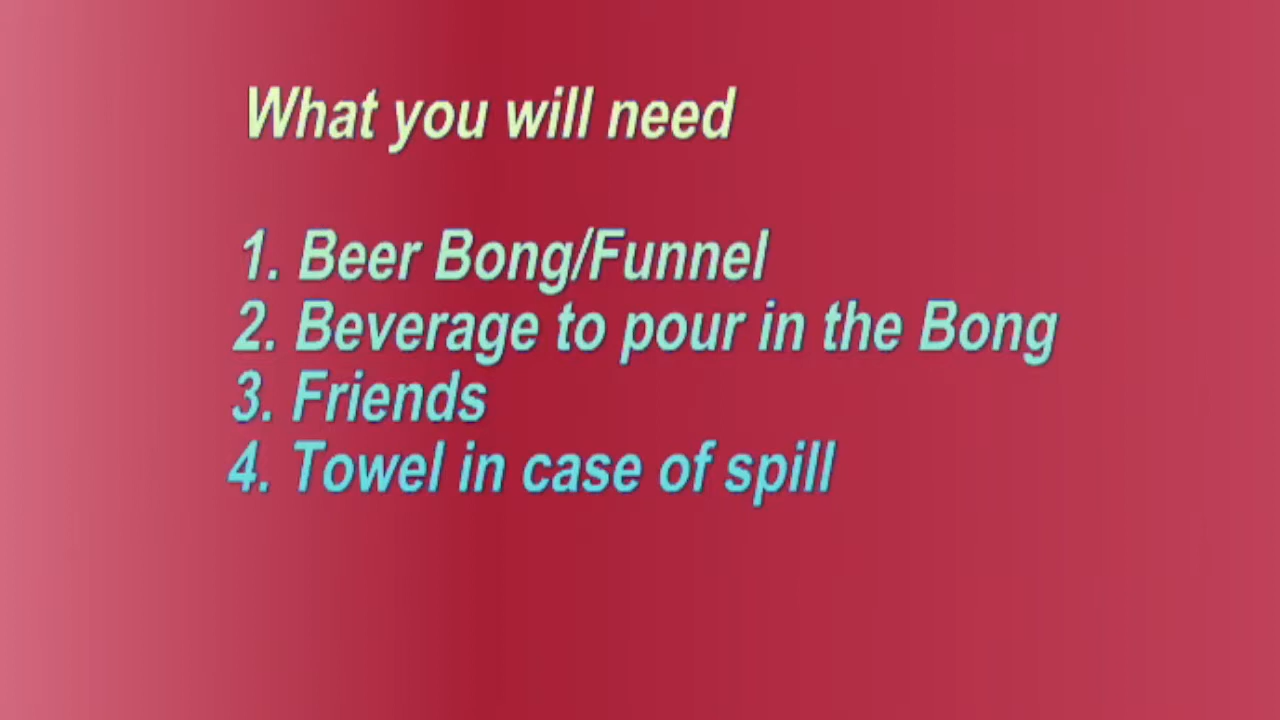 What you will need
1. Beer Bong/Funnel
2. Beverage to pour in the Bong
3. Friends
4. Towel in case of spill